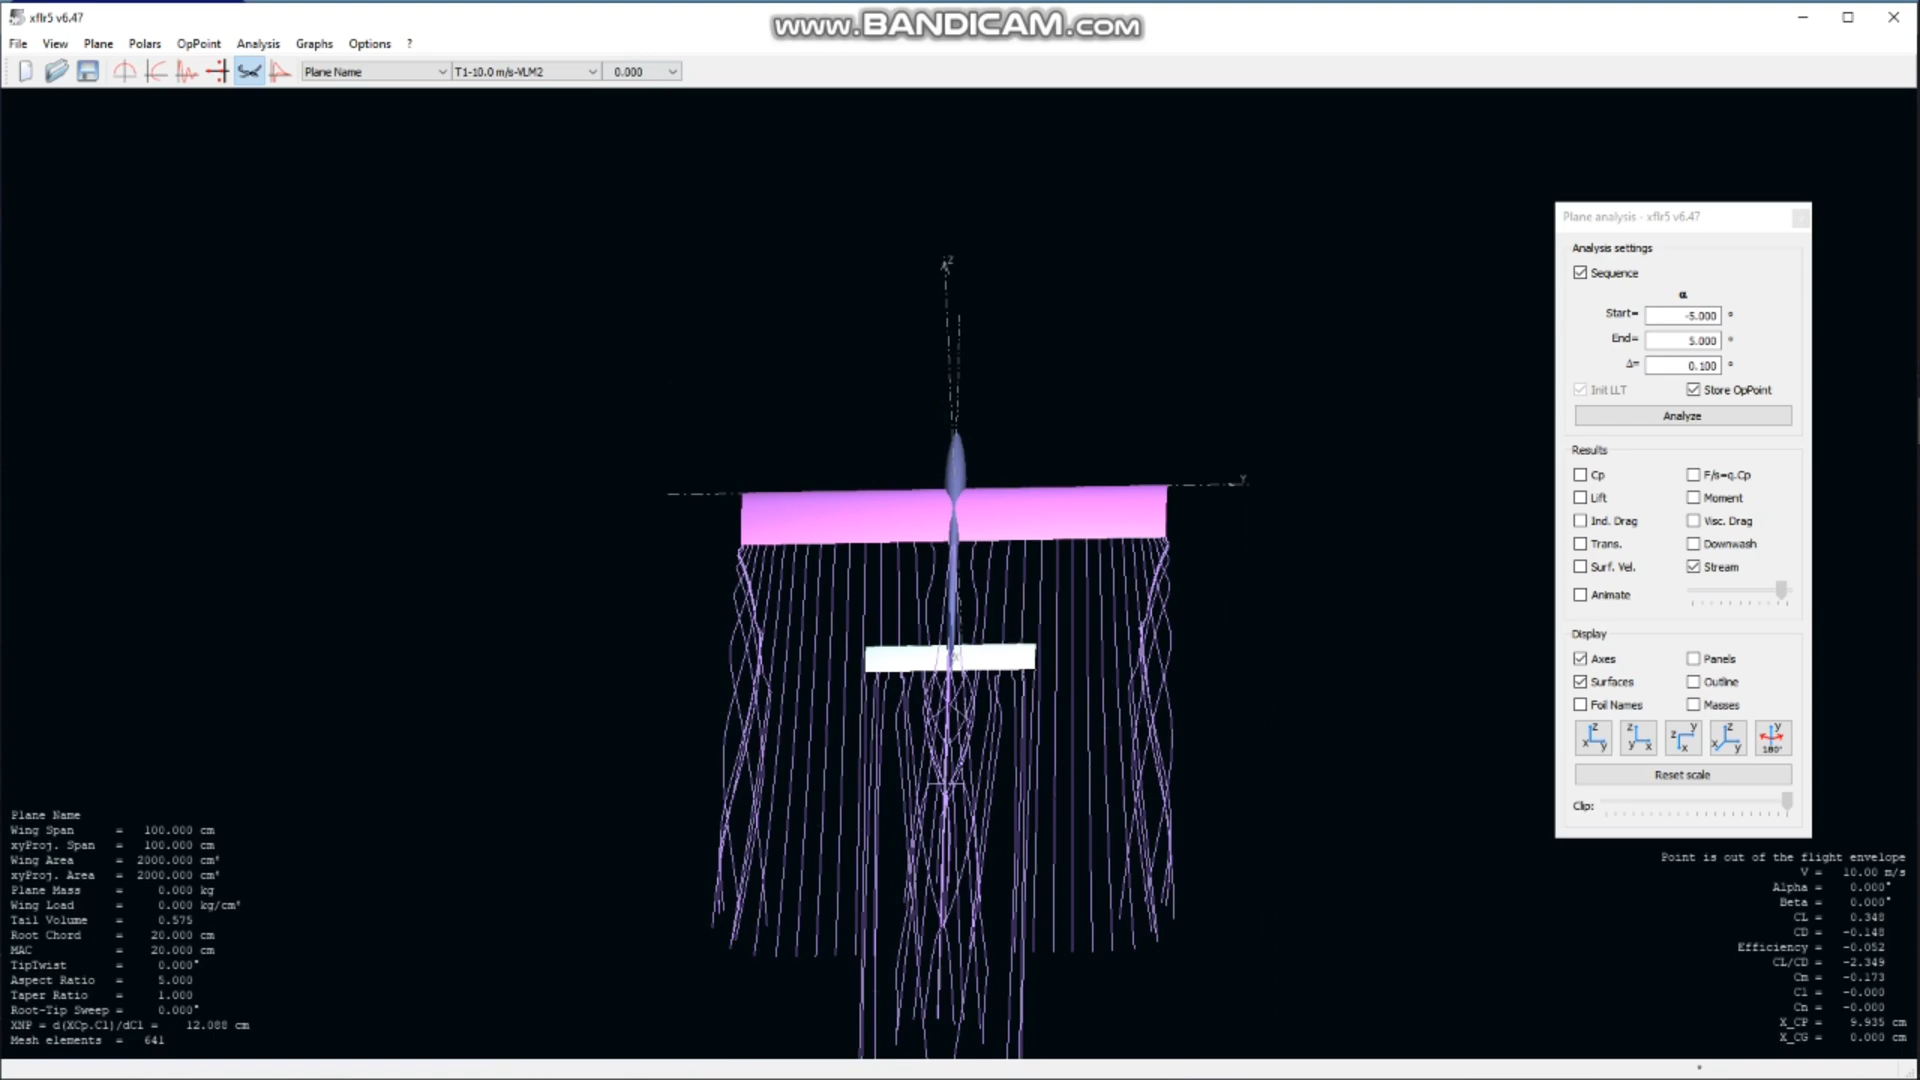 xflr5 v6.47
www.BANDICAM.com
File View Plane Polars OpPoint Analysis Graphs Options ?
Plane Name T1-10.0 m/s-VLM2 0.000
Plane analysis - xflr5 v6.47
Analysis settings
Sequence
α
Start= -5.000 °
End= 5.000 °
Δ= 0.100 °
Init LLT Store OpPoint
Analyze
Results
Cp F/s=q.Cp
Lift Moment
Ind. Drag Visc. Drag
Trans. Downwash
Surf. Vel. Stream
Animate
Display
Axes Panels
Surfaces Outline
Foil Names Masses
z x y z y x y z x z x y y 180°
Reset scale
Clip:
Z
Y
X
Plane Name
Wing Span = 100.000 cm
xyProj. Span = 100.000 cm
Wing Area = 2000.000 cm²
xyProj. Area = 2000.000 cm²
Plane Mass = 0.000 kg
Wing Load = 0.000 kg/cm²
Tail Volume = 0.575
Root Chord = 20.000 cm
MAC = 20.000 cm
TipTwist = 0.000°
Aspect Ratio = 5.000
Taper Ratio = 1.000
Root-Tip Sweep = 0.000°
XNP = d(XCp.Cl)/dCl = 12.088 cm
Mesh elements = 641
Point is out of the flight envelope
V = 10.00 m/s
Alpha = 0.000°
Beta = 0.000°
CL = 0.348
CD = -0.148
Efficiency = -0.052
CL/CD = -2.349
Cm = -0.173
Cl = -0.000
Cn = -0.000
X_CP = 9.935 cm
X_CG = 0.000 cm